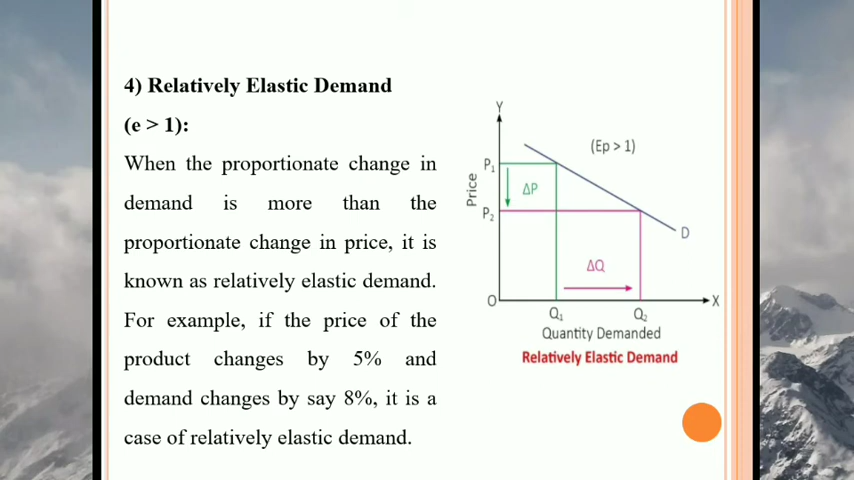 4) Relatively Elastic Demand
(e > 1):
When the proportionate change in
demand is more than the
proportionate change in price, it is
known as relatively elastic demand.
For example, if the price of the
product changes by 5% and
demand changes by say 8%, it is a
case of relatively elastic demand.
Y
(Ep > 1)
P₁
ΔP
Price
P₂
D
ΔQ
O
X
Q₁
Q₂
Quantity Demanded
Relatively Elastic Demand